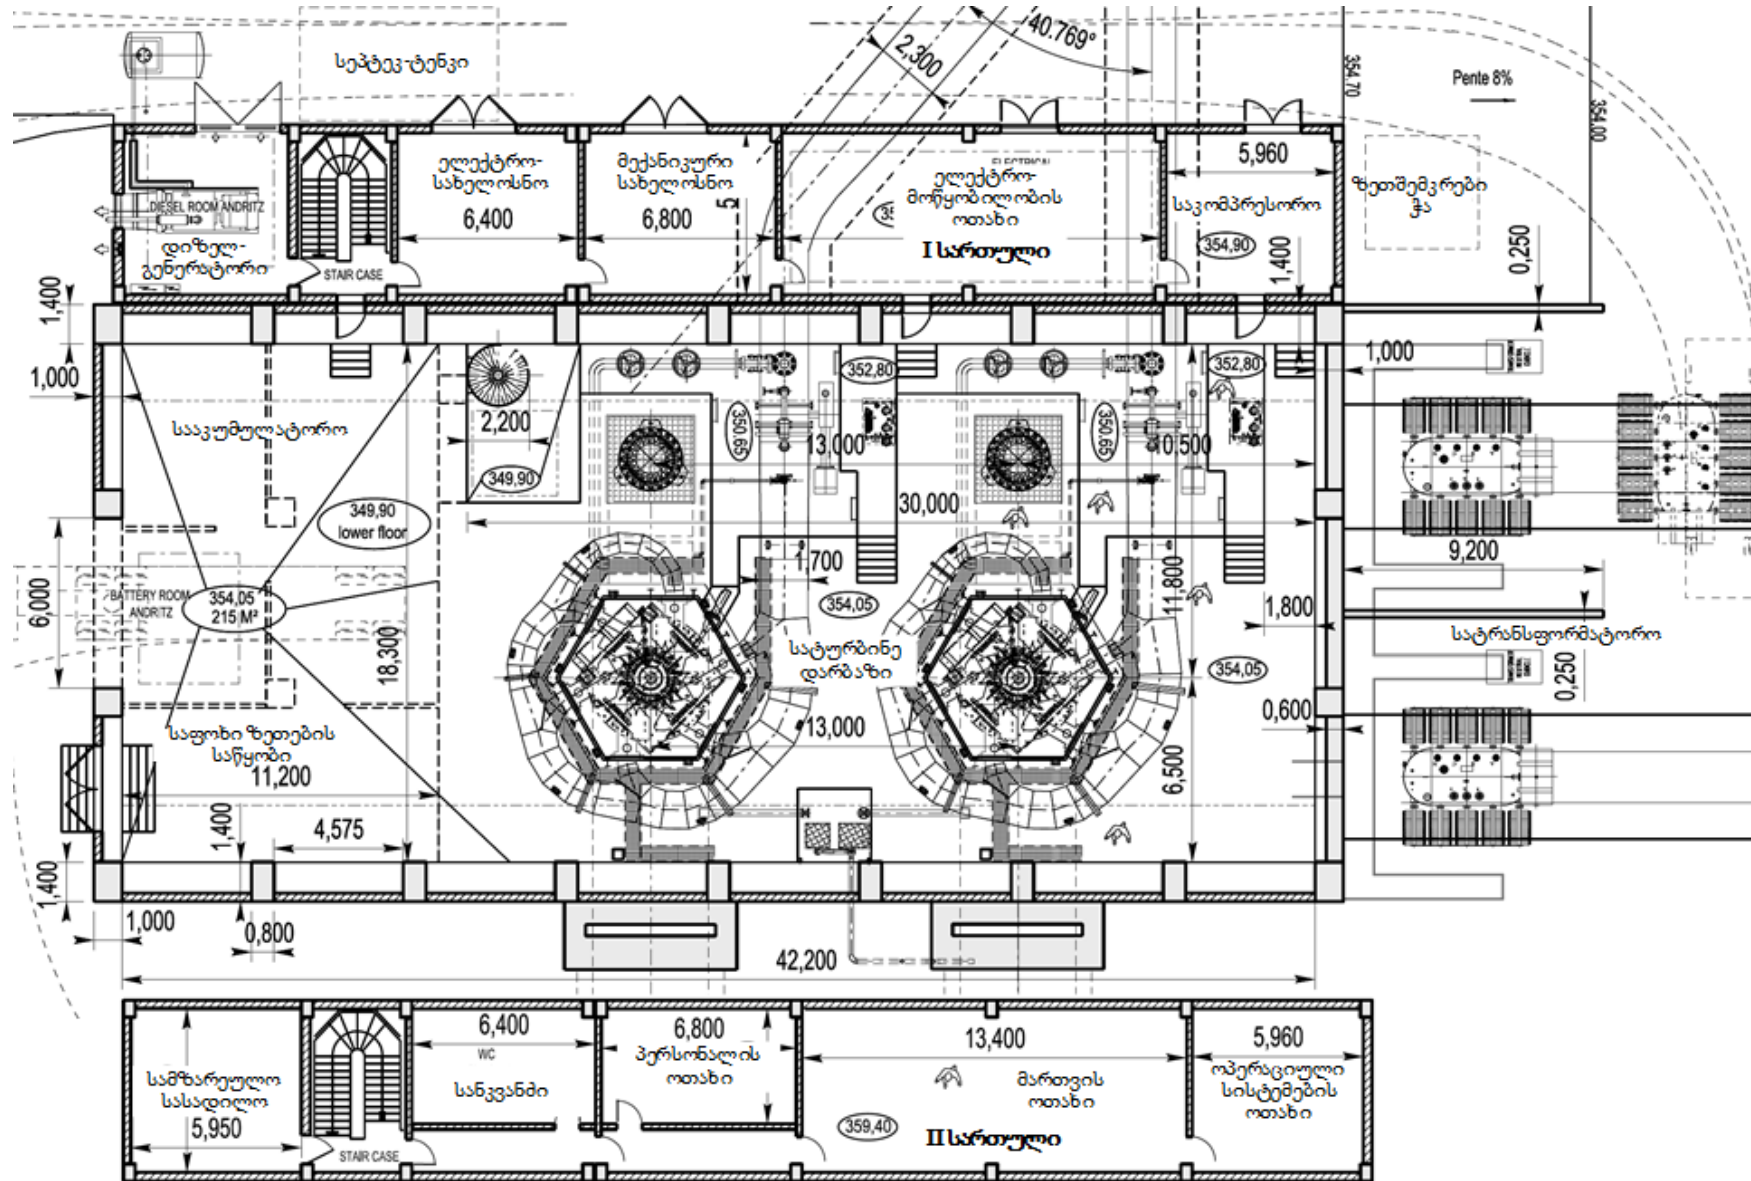 სეპტეკ-ტენკი
2,300
40.769°
354.70
Pente 8%
354.00
ელექტრო-
სახელოსნო
6,400
მექანიკური
სახელოსნო
6,800
5
ELECTRICAL
ელექტრო-
მოწყობილობის
ოთახი
I სართული
5,960
საკომპრესორო
354,90
1,400
ზეთშემკრები
ჭა
0,250
DIESEL ROOM ANDRITZ
დიზელ-
გენერატორი
STAIR CASE
1,400
1,000
სააკუმულატორო
2,200
349,90
352,80
350,65
13,000
352,80
350,65
10,500
1,000
349,90
lower floor
30,000
9,200
6,000
BATTERY ROOM
ANDRITZ
354,05
215 M²
18,300
1,700
354,05
11,800
1,800
სატურბინე
დარბაზი
354,05
სატრანსფორმატორო
0,250
საფოხი ზეთების
საწყობი
11,200
13,000
0,600
6,500
1,400
4,575
1,400
1,000
0,800
42,200
სამზარეულო
სასადილო
5,950
STAIR CASE
6,400
WC
სანკვანძი
6,800
პერსონალის
ოთახი
13,400
მართვის
ოთახი
359,40
II სართული
5,960
ოპერაციული
სისტემების
ოთახი